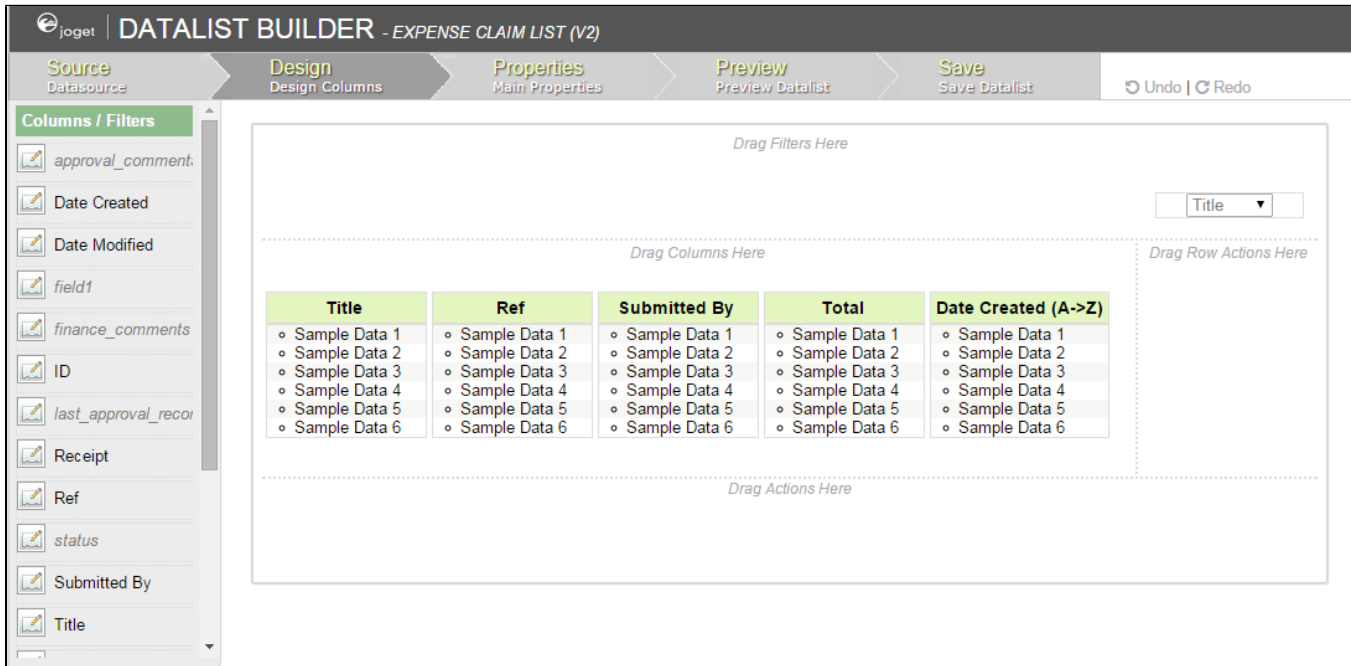 joget | DATALIST BUILDER - EXPENSE CLAIM LIST (V2)
Source
Datasource
Design
Design Columns
Properties
Main Properties
Preview
Preview Datalist
Save
Save Datalist
Undo | Redo
Columns / Filters
approval_comments
Date Created
Date Modified
field1
finance_comments
ID
last_approval_recor
Receipt
Ref
status
Submitted By
Title
Drag Filters Here
Title
Drag Columns Here
Drag Row Actions Here
Title Ref Submitted By Total Date Created (A->Z)
Sample Data 1 Sample Data 1 Sample Data 1 Sample Data 1 Sample Data 1
Sample Data 2 Sample Data 2 Sample Data 2 Sample Data 2 Sample Data 2
Sample Data 3 Sample Data 3 Sample Data 3 Sample Data 3 Sample Data 3
Sample Data 4 Sample Data 4 Sample Data 4 Sample Data 4 Sample Data 4
Sample Data 5 Sample Data 5 Sample Data 5 Sample Data 5 Sample Data 5
Sample Data 6 Sample Data 6 Sample Data 6 Sample Data 6 Sample Data 6
Drag Actions Here